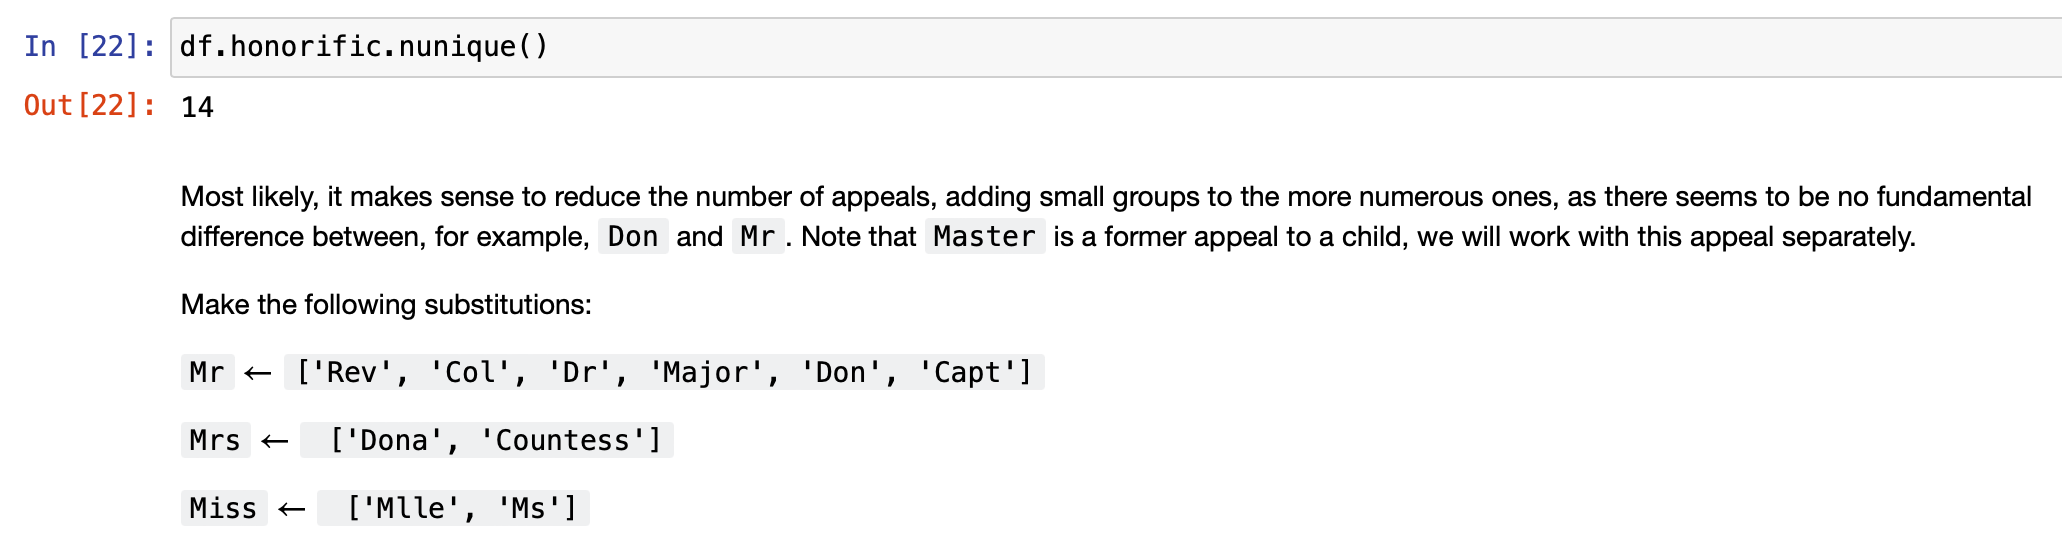 In [22]: df.honorific.nunique()
Out[22]: 14
Most likely, it makes sense to reduce the number of appeals, adding small groups to the more numerous ones, as there seems to be no fundamental
difference between, for example, Don and Mr . Note that Master is a former appeal to a child, we will work with this appeal separately.
Make the following substitutions:
Mr ← ['Rev', 'Col', 'Dr', 'Major', 'Don', 'Capt']
Mrs ← ['Dona', 'Countess']
Miss ← ['Mlle', 'Ms']